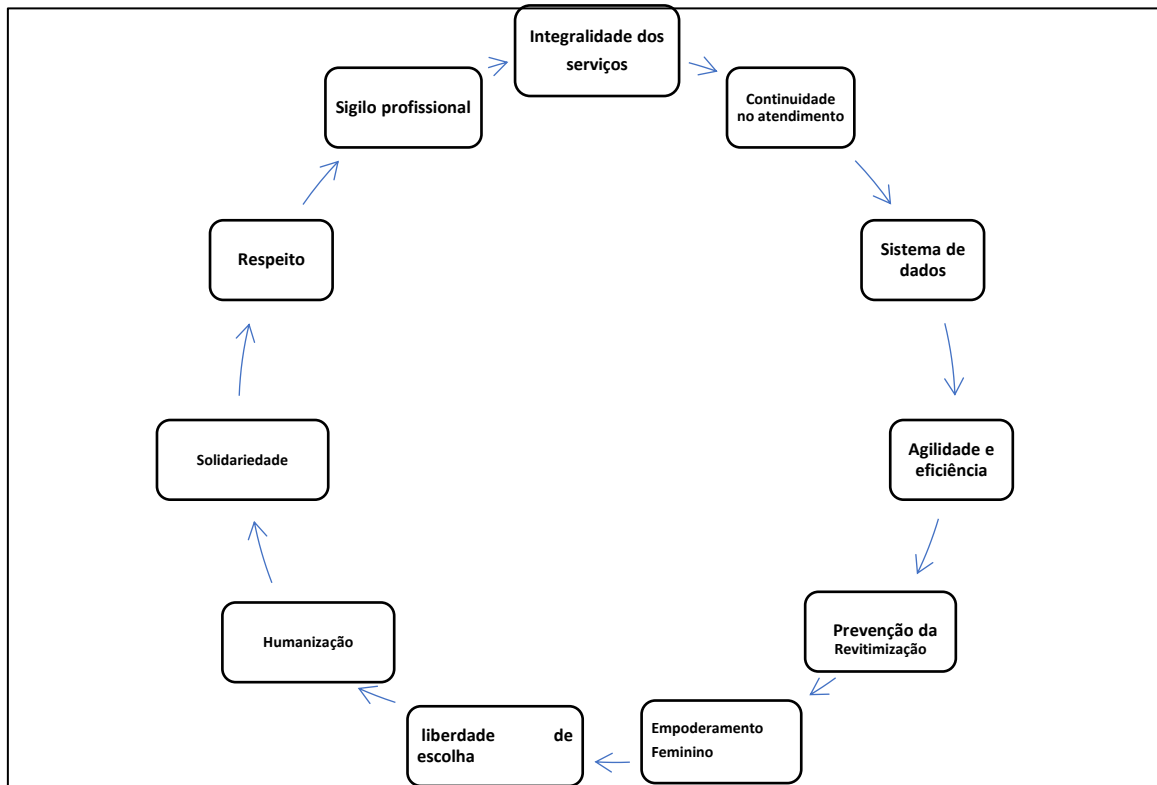 Integralidade dos
serviços
Continuidade
no atendimento
Sistema de
dados
Agilidade e
eficiência
Prevenção da
Revitimização
Empoderamento
Feminino
liberdade de
escolha
Humanização
Solidariedade
Respeito
Sigilo profissional